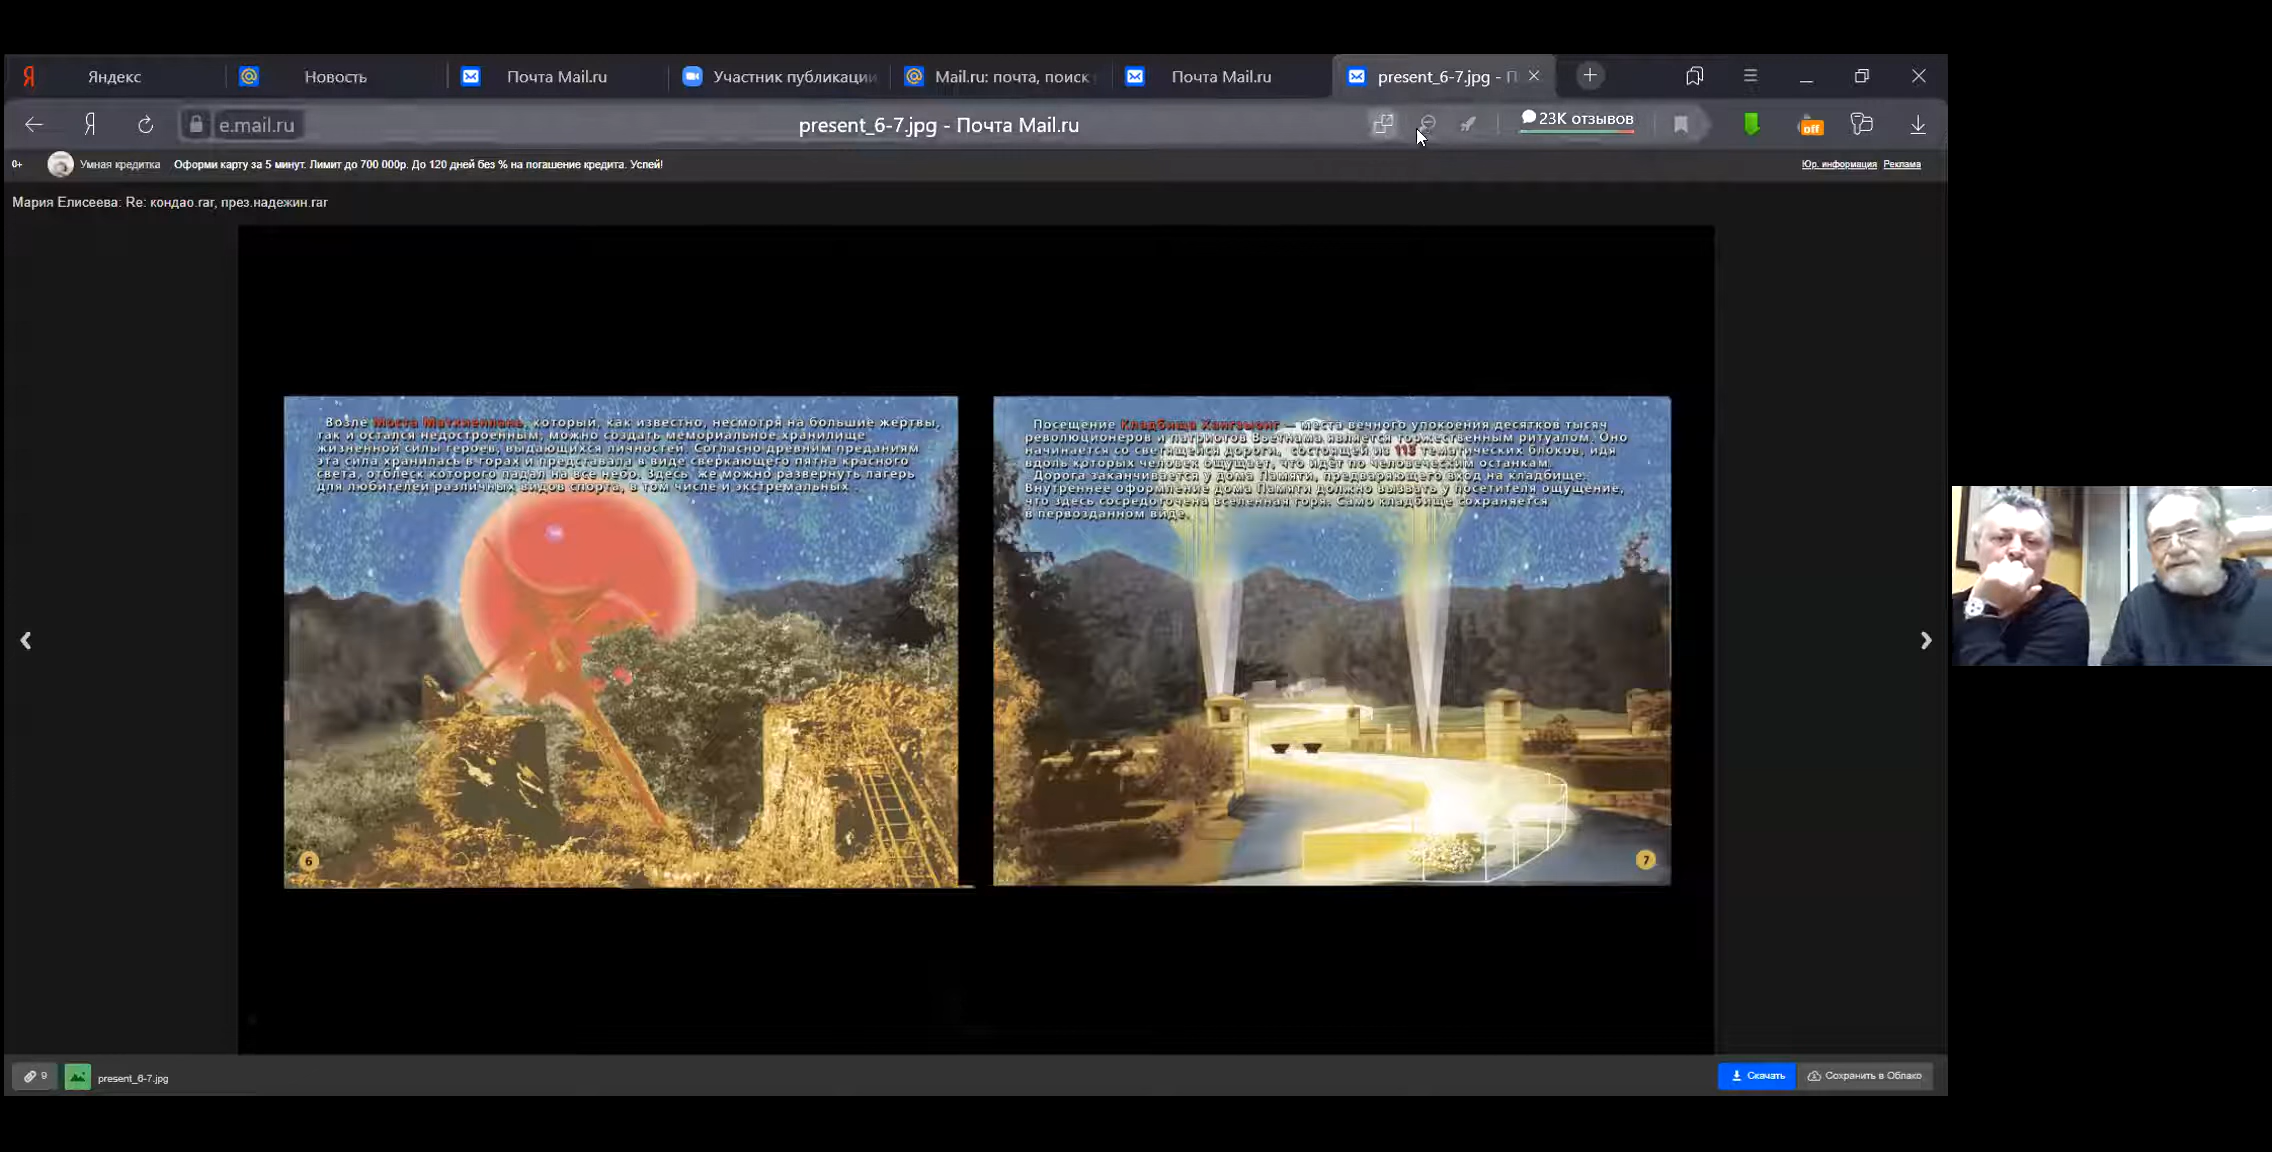 Яндекс
Новость
Почта Mail.ru
Участник публикации
Mail.ru: почта, поиск
Почта Mail.ru
present_6-7.jpg - П
e.mail.ru
present_6-7.jpg - Почта Mail.ru
23K отзывов
off
0+
Умная кредитка Оформи карту за 5 минут. Лимит до 700 000р. До 120 дней без % на погашение кредита. Успей!
Юр. информация Реклама
Мария Елисеева: Re: кондао.rar, през.надежин.rar
Возле Моста Маткиеннань, который, как известно, несмотря на большие жертвы,
так и остался недостроенным, можно создать мемориальное хранилище
жизненной силы героев, выдающихся личностей. Согласно древним преданиям
эта сила хранилась в горах и представала в виде сверкающего пятна красного
света, отблеск которого падал на все небо. Здесь же можно развернуть лагерь
для любителей различных видов спорта, в том числе и экстремальных .
6
Посещение Кладбища Хангзыонг — места вечного упокоения десятков тысяч
революционеров и патриотов Вьетнама является торжественным ритуалом. Оно
начинается со светящейся дороги, состоящей из 113 тематических блоков, идя
вдоль которых человек ощущает, что идет по человеческим останкам.
Дорога заканчивается у дома Памяти, предваряющего вход на кладбище.
Внутреннее оформление дома Памяти должно вызвать у посетителя ощущение,
что здесь сосредоточена вселенная горя. Само кладбище сохраняется
в первозданном виде.
7
9
present_6-7.jpg
Скачать
Сохранить в Облако